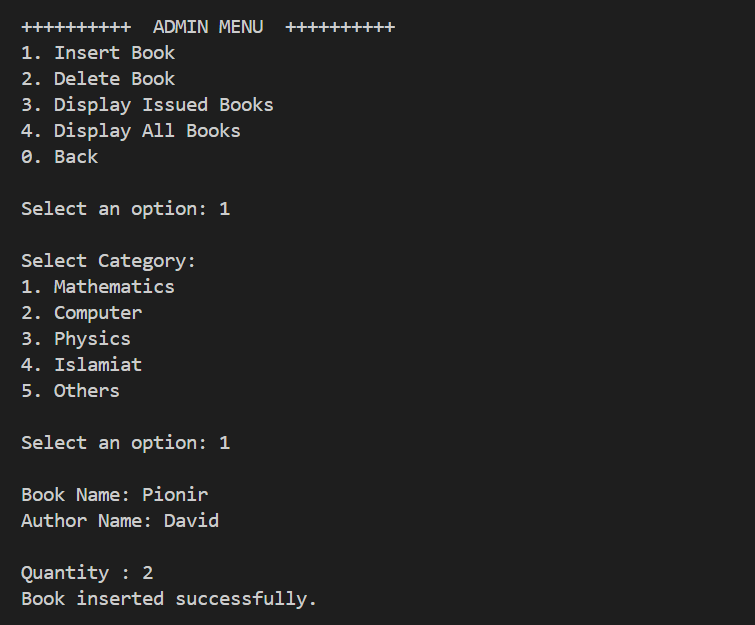 ++++++++++  ADMIN MENU  ++++++++++
1. Insert Book
2. Delete Book
3. Display Issued Books
4. Display All Books
0. Back
Select an option: 1
Select Category:
1. Mathematics
2. Computer
3. Physics
4. Islamiat
5. Others
Select an option: 1
Book Name: Pionir
Author Name: David
Quantity : 2
Book inserted successfully.